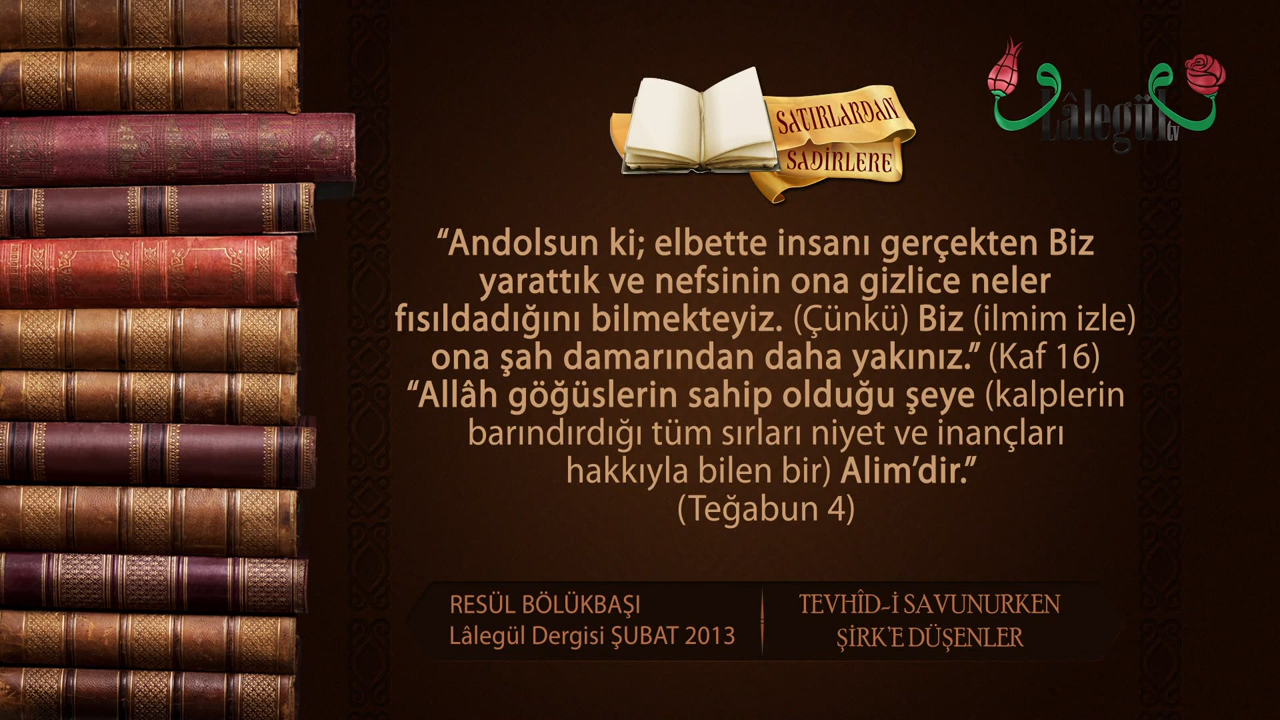 SATIRLARDAN
SADIRLERE
Lâlegül tv
“Andolsun ki; elbette insanı gerçekten Biz
yarattık ve nefsinin ona gizlice neler
fısıldadığını bilmekteyiz. (Çünkü) Biz (ilmim izle)
ona şah damarından daha yakınız.” (Kaf 16)
“Allâh göğüslerin sahip olduğu şeye (kalplerin
barındırdığı tüm sırları niyet ve inançları
hakkıyla bilen bir) Alim’dir.”
(Teğabun 4)
RESÜL BÖLÜKBAŞI
Lâlegül Dergisi ŞUBAT 2013
TEVHÎD-İ SAVUNURKEN
ŞİRK'E DÜŞENLER